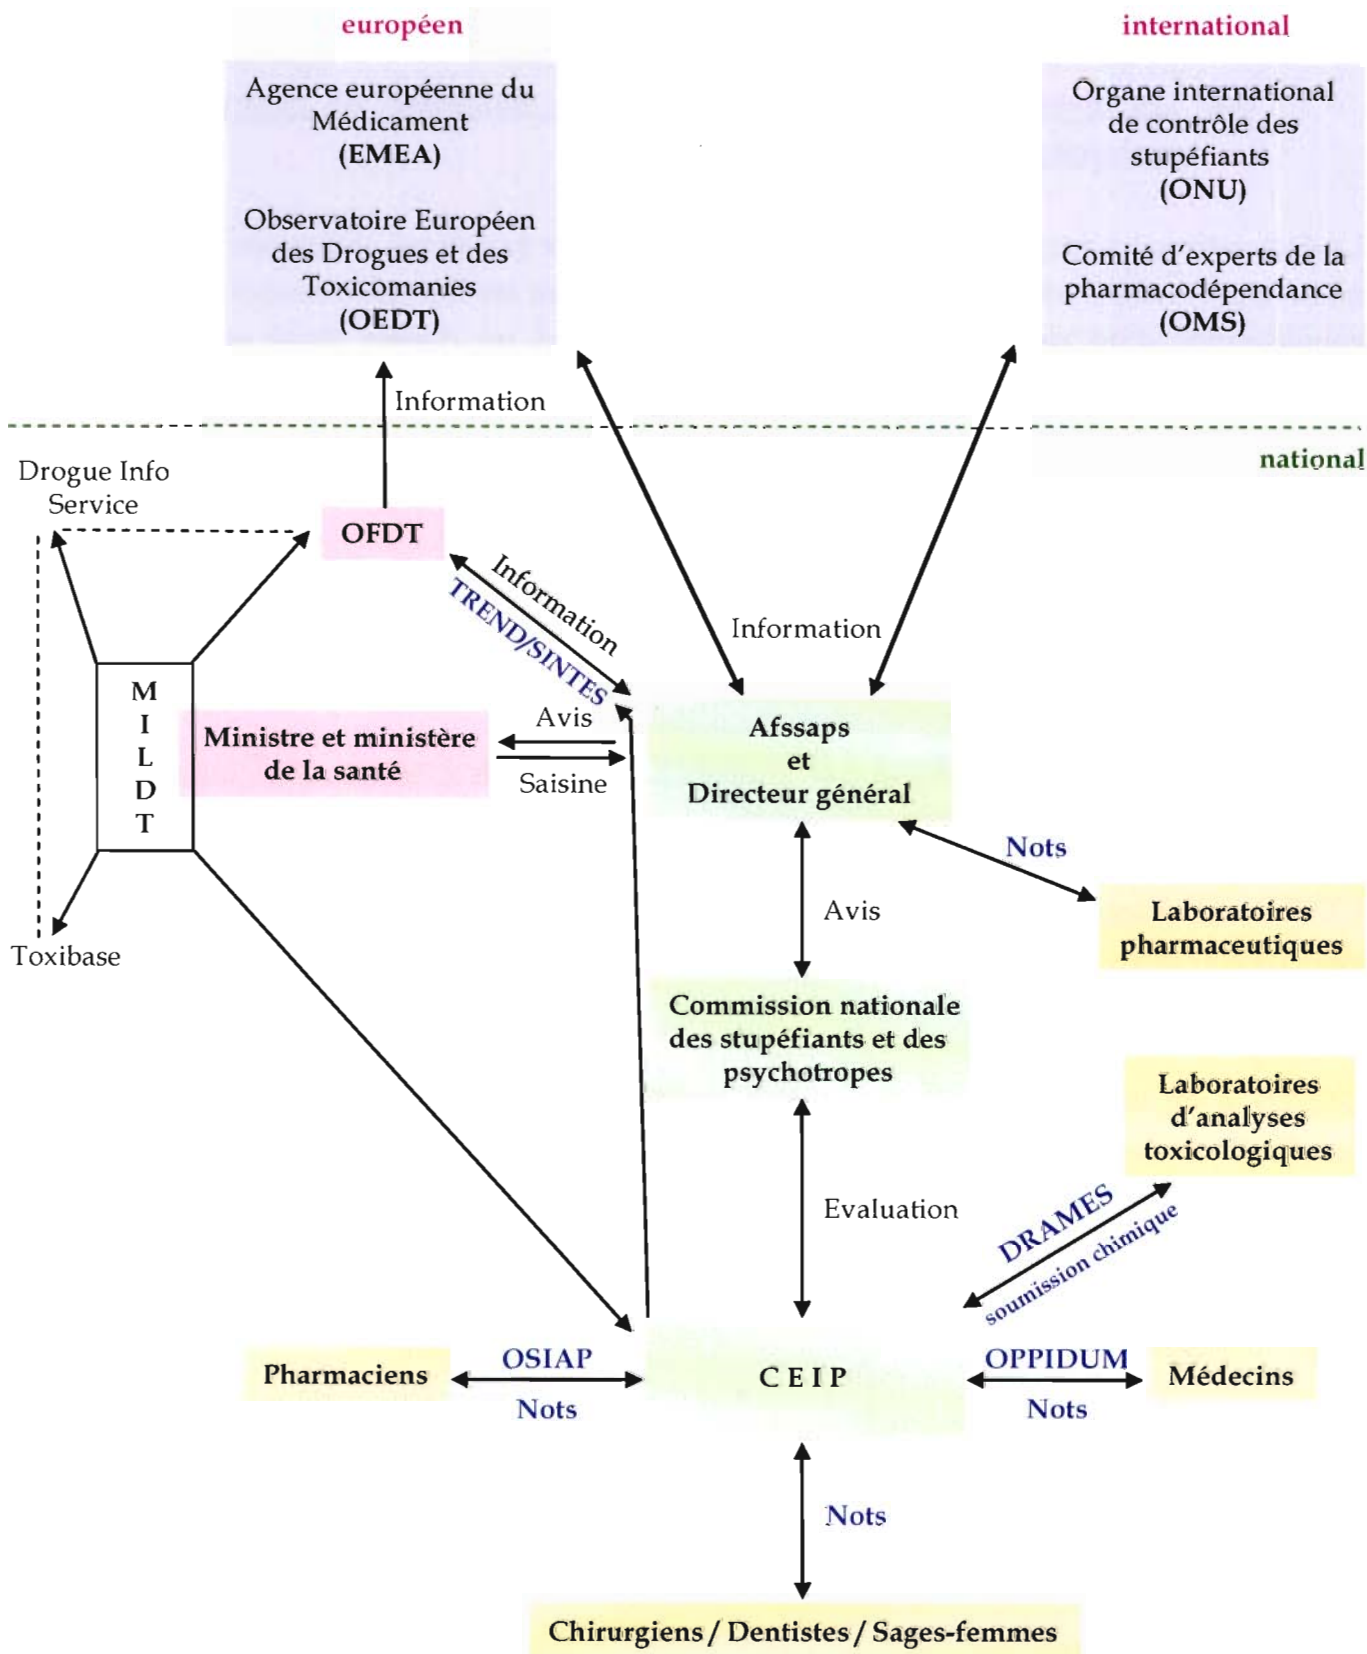 européen
international
Agence européenne du
Médicament
(EMEA)
Observatoire Européen
des Drogues et des
Toxicomanies
(OEDT)
Organe international
de contrôle des
stupéfiants
(ONU)
Comité d'experts de la
pharmacodépendance
(OMS)
Information
national
Drogue Info
Service
OFDT
Information
TREND/SINTES
Information
M
I
L
D
T
Ministre et ministère
de la santé
Avis
Saisine
Afssaps
et
Directeur général
Nots
Laboratoires
pharmaceutiques
Avis
Toxibase
Commission nationale
des stupéfiants et des
psychotropes
Laboratoires
d'analyses
toxicologiques
Evaluation
DRAMES
soumission chimique
Pharmaciens
OSIAP
Nots
CEIP
OPPIDUM
Nots
Médecins
Nots
Chirurgiens / Dentistes / Sages-femmes